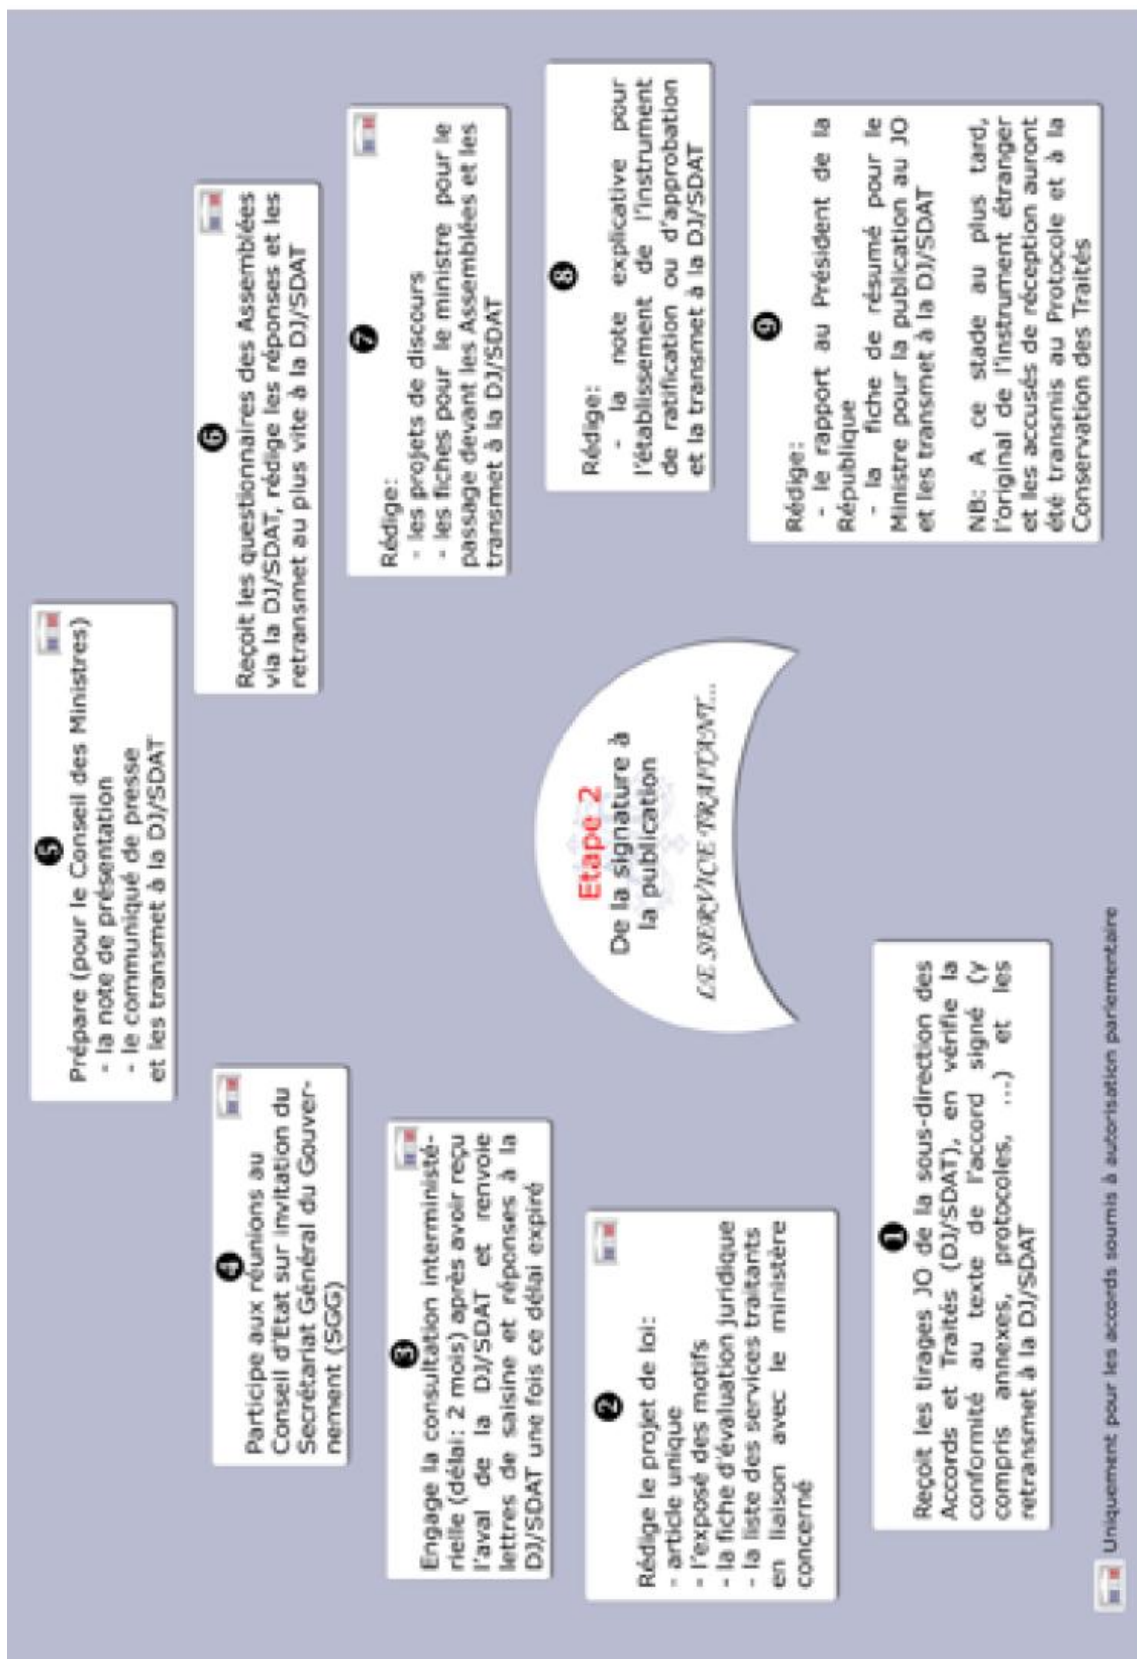 Etape 2
De la signature à
la publication
LE SERVICE TRAITANT...
❶
Reçoit les tirages JO de la sous-direction des
Accords et Traités (DJ/SDAT), en vérifie la
conformité au texte de l'accord signé (y
compris annexes, protocoles, ...) et les
retransmet à la DJ/SDAT
❷
Rédige le projet de loi:
- article unique
- l'exposé des motifs
- la fiche d'évaluation juridique
- la liste des services traitants
en liaison avec le ministère
concerné
❸
Engage la consultation interministé-
rielle (délai: 2 mois) après avoir reçu
l'aval de la DJ/SDAT et renvoie
lettres de saisine et réponses à la
DJ/SDAT une fois ce délai expiré
❹
Participe aux réunions au
Conseil d'Etat sur invitation du
Secrétariat Général du Gouver-
nement (SGG)
❺
Prépare (pour le Conseil des Ministres)
- la note de présentation
- le communiqué de presse
et les transmet à la DJ/SDAT
❻
Reçoit les questionnaires des Assemblées
via la DJ/SDAT, rédige les réponses et les
retransmet au plus vite à la DJ/SDAT
❼
Rédige:
- les projets de discours
- les fiches pour le ministre pour le
passage devant les Assemblées et les
transmet à la DJ/SDAT
❽
Rédige:
- la note explicative pour
l'établissement de l'instrument
de ratification ou d'approbation
et la transmet à la DJ/SDAT
❾
Rédige:
- le rapport au Président de la
République
- la fiche de résumé pour le
Ministre pour la publication au JO
et les transmet à la DJ/SDAT
NB: A ce stade au plus tard,
l'original de l'instrument étranger
et les accusés de réception auront
été transmis au Protocole et à la
Conservation des Traités
Uniquement pour les accords soumis à autorisation parlementaire